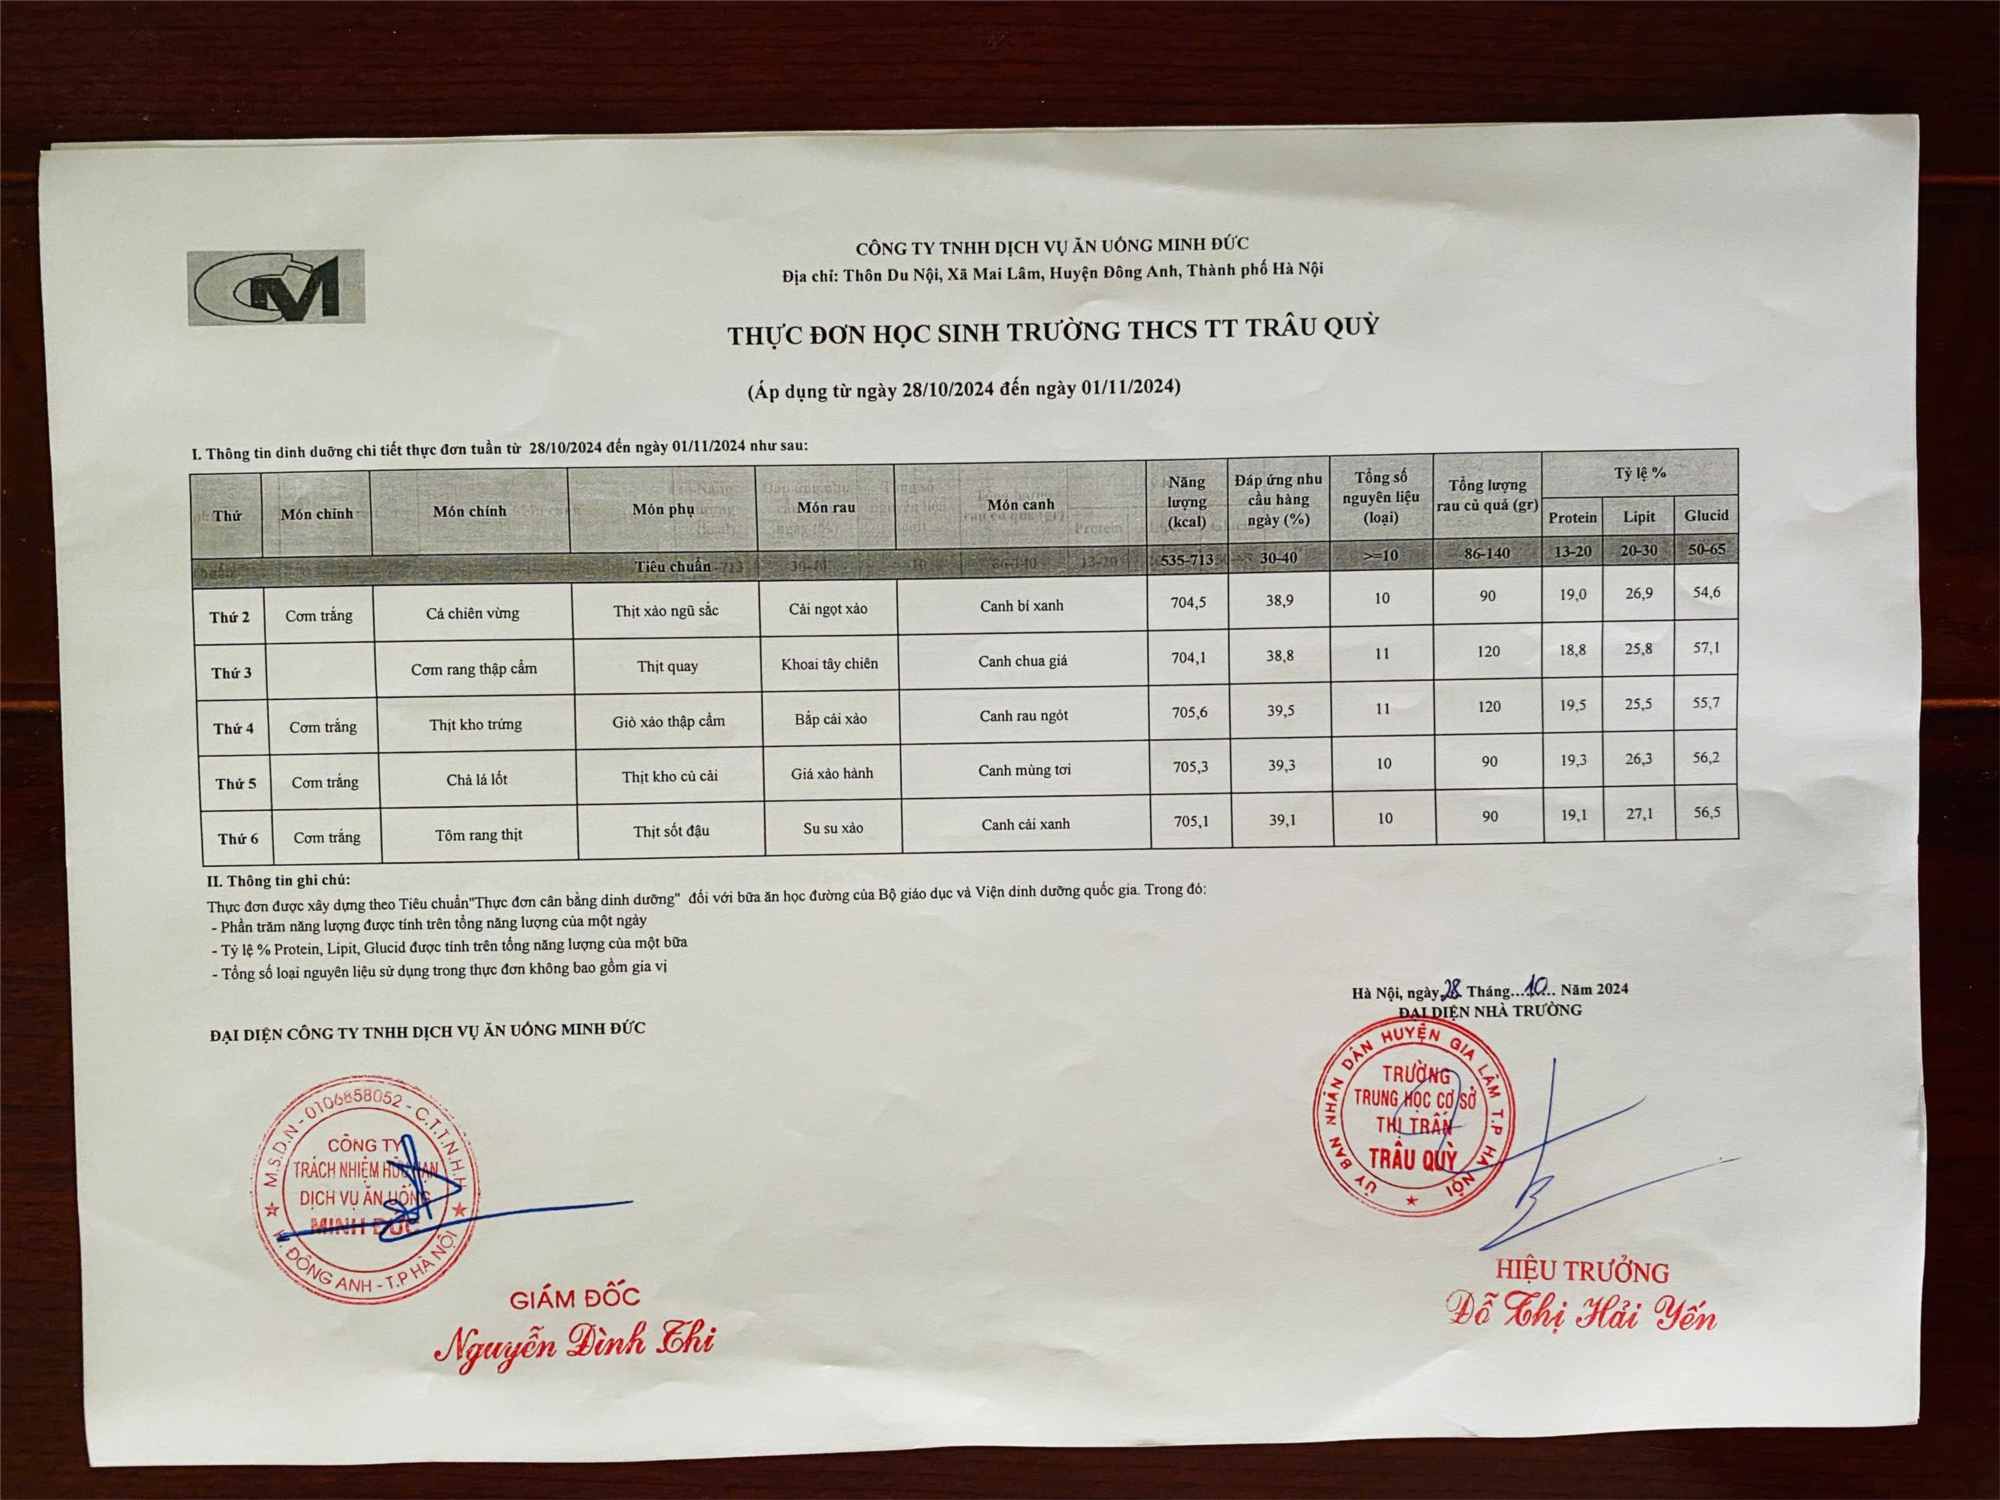 CÔNG TY TNHH DỊCH VỤ ĂN UỐNG MINH ĐỨC
Địa chỉ: Thôn Du Nội, Xã Mai Lâm, Huyện Đông Anh, Thành phố Hà Nội
THỰC ĐƠN HỌC SINH TRƯỜNG THCS TT TRÂU QUỲ
(Áp dụng từ ngày 28/10/2024 đến ngày 01/11/2024)
I. Thông tin dinh duỡng chi tiết thực đơn tuần từ 28/10/2024 đến ngày 01/11/2024 như sau:
Thứ Món chính Món chính Món phụ Món rau Món canh Năng lượng (kcal) Đáp ứng nhu cầu hàng ngày (%) Tổng số nguyên liệu (loại) Tổng lượng rau củ quả (gr) Tỷ lệ %
Protein Lipit Glucid
Tiêu chuẩn 535-713 30-40 >=10 86-140 13-20 20-30 50-65
Thứ 2 Cơm trắng Cá chiên vừng Thịt xào ngũ sắc Cải ngọt xào Canh bí xanh 704,5 38,9 10 90 19,0 26,9 54,6
Thứ 3 Cơm rang thập cẩm Thịt quay Khoai tây chiên Canh chua giá 704,1 38,8 11 120 18,8 25,8 57,1
Thứ 4 Cơm trắng Thịt kho trứng Giò xào thập cẩm Bắp cải xào Canh rau ngót 705,6 39,5 11 120 19,5 25,5 55,7
Thứ 5 Cơm trắng Chả lá lốt Thịt kho củ cải Giá xào hành Canh mùng tơi 705,3 39,3 10 90 19,3 26,3 56,2
Thứ 6 Cơm trắng Tôm rang thịt Thịt sốt đậu Su su xào Canh cải xanh 705,1 39,1 10 90 19,1 27,1 56,5
II. Thông tin ghi chú:
Thực đơn được xây dựng theo Tiêu chuẩn"Thực đơn cân bằng dinh dưỡng" đối với bữa ăn học đường của Bộ giáo dục và Viện dinh dưỡng quốc gia. Trong đó:
- Phần trăm năng lượng được tính trên tổng năng lượng của một ngày
- Tỷ lệ % Protein, Lipit, Glucid được tính trên tổng năng lượng của một bữa
- Tổng số loại nguyên liệu sử dụng trong thực đơn không bao gồm gia vị
Hà Nội, ngày 28 Tháng...10... Năm 2024
ĐẠI DIỆN NHÀ TRƯỜNG
ĐẠI DIỆN CÔNG TY TNHH DỊCH VỤ ĂN UỐNG MINH ĐỨC
ỦY BAN NHÂN DÂN HUYỆN GIA LÂM T.P HÀ NỘI
TRƯỜNG
TRUNG HỌC CƠ SỞ
THỊ TRẤN
TRÂU QUỲ
M.S.D.N - 0106858052 - C.T.T.N.H.H
CÔNG TY
TRÁCH NHIỆM HỮU HẠN
DỊCH VỤ ĂN UỐNG
MINH ĐỨC
H. ĐÔNG ANH - T.P HÀ NỘI
HIỆU TRƯỞNG
Đỗ Thị Hải Yến
GIÁM ĐỐC
Nguyễn Đình Thi